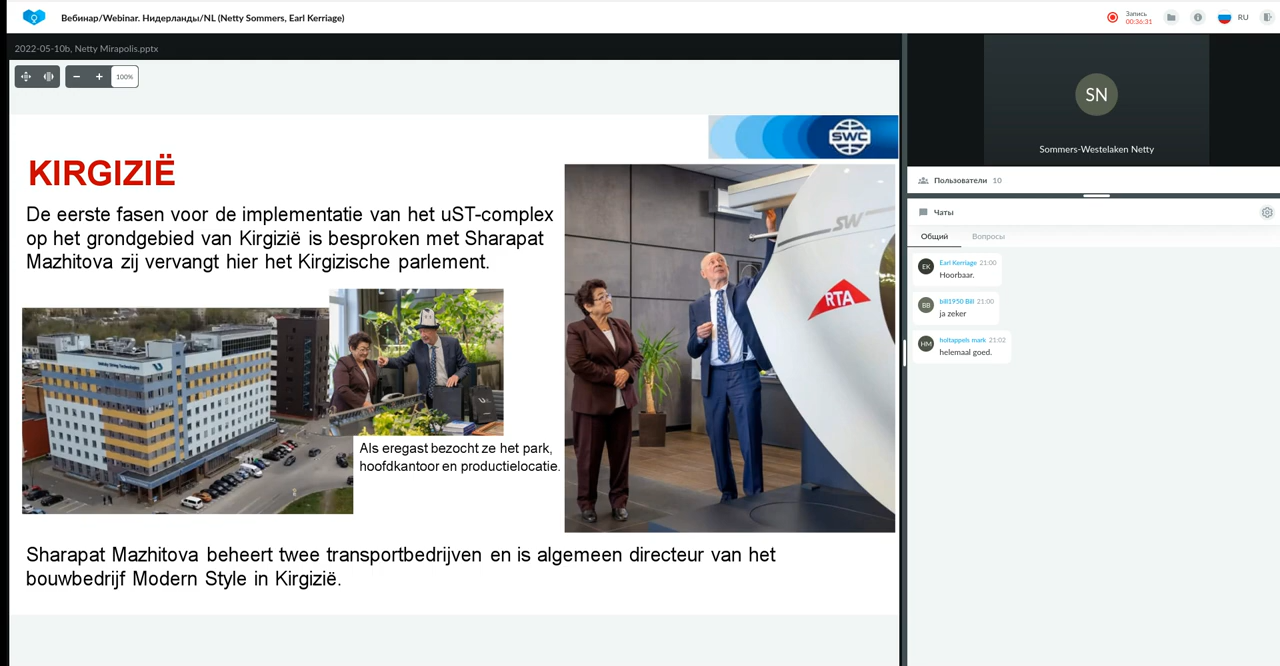 Вебинар/Webinar. Нидерланды/NL (Netty Sommers, Earl Kerriage)
Запись
00:36:31
RU
2022-05-10b, Netty Mirapolis.pptx
100%
SWC
KIRGIZIË
De eerste fasen voor de implementatie van het uST-complex
op het grondgebied van Kirgizië is besproken met Sharapat
Mazhitova zij vervangt hier het Kirgizische parlement.
SW
RTA
Als eregast bezocht ze het park,
hoofdkantoor en productielocatie.
Sharapat Mazhitova beheert twee transportbedrijven en is algemeen directeur van het
bouwbedrijf Modern Style in Kirgizië.
SN
Sommers-Westelaken Netty
Пользователи 10
Чаты
Общий Вопросы
EK Earl Kerriage 21:00
Hoorbaar.
BB bill1950 Bill 21:00
ja zeker
HM holtappels mark 21:02
helemaal goed.